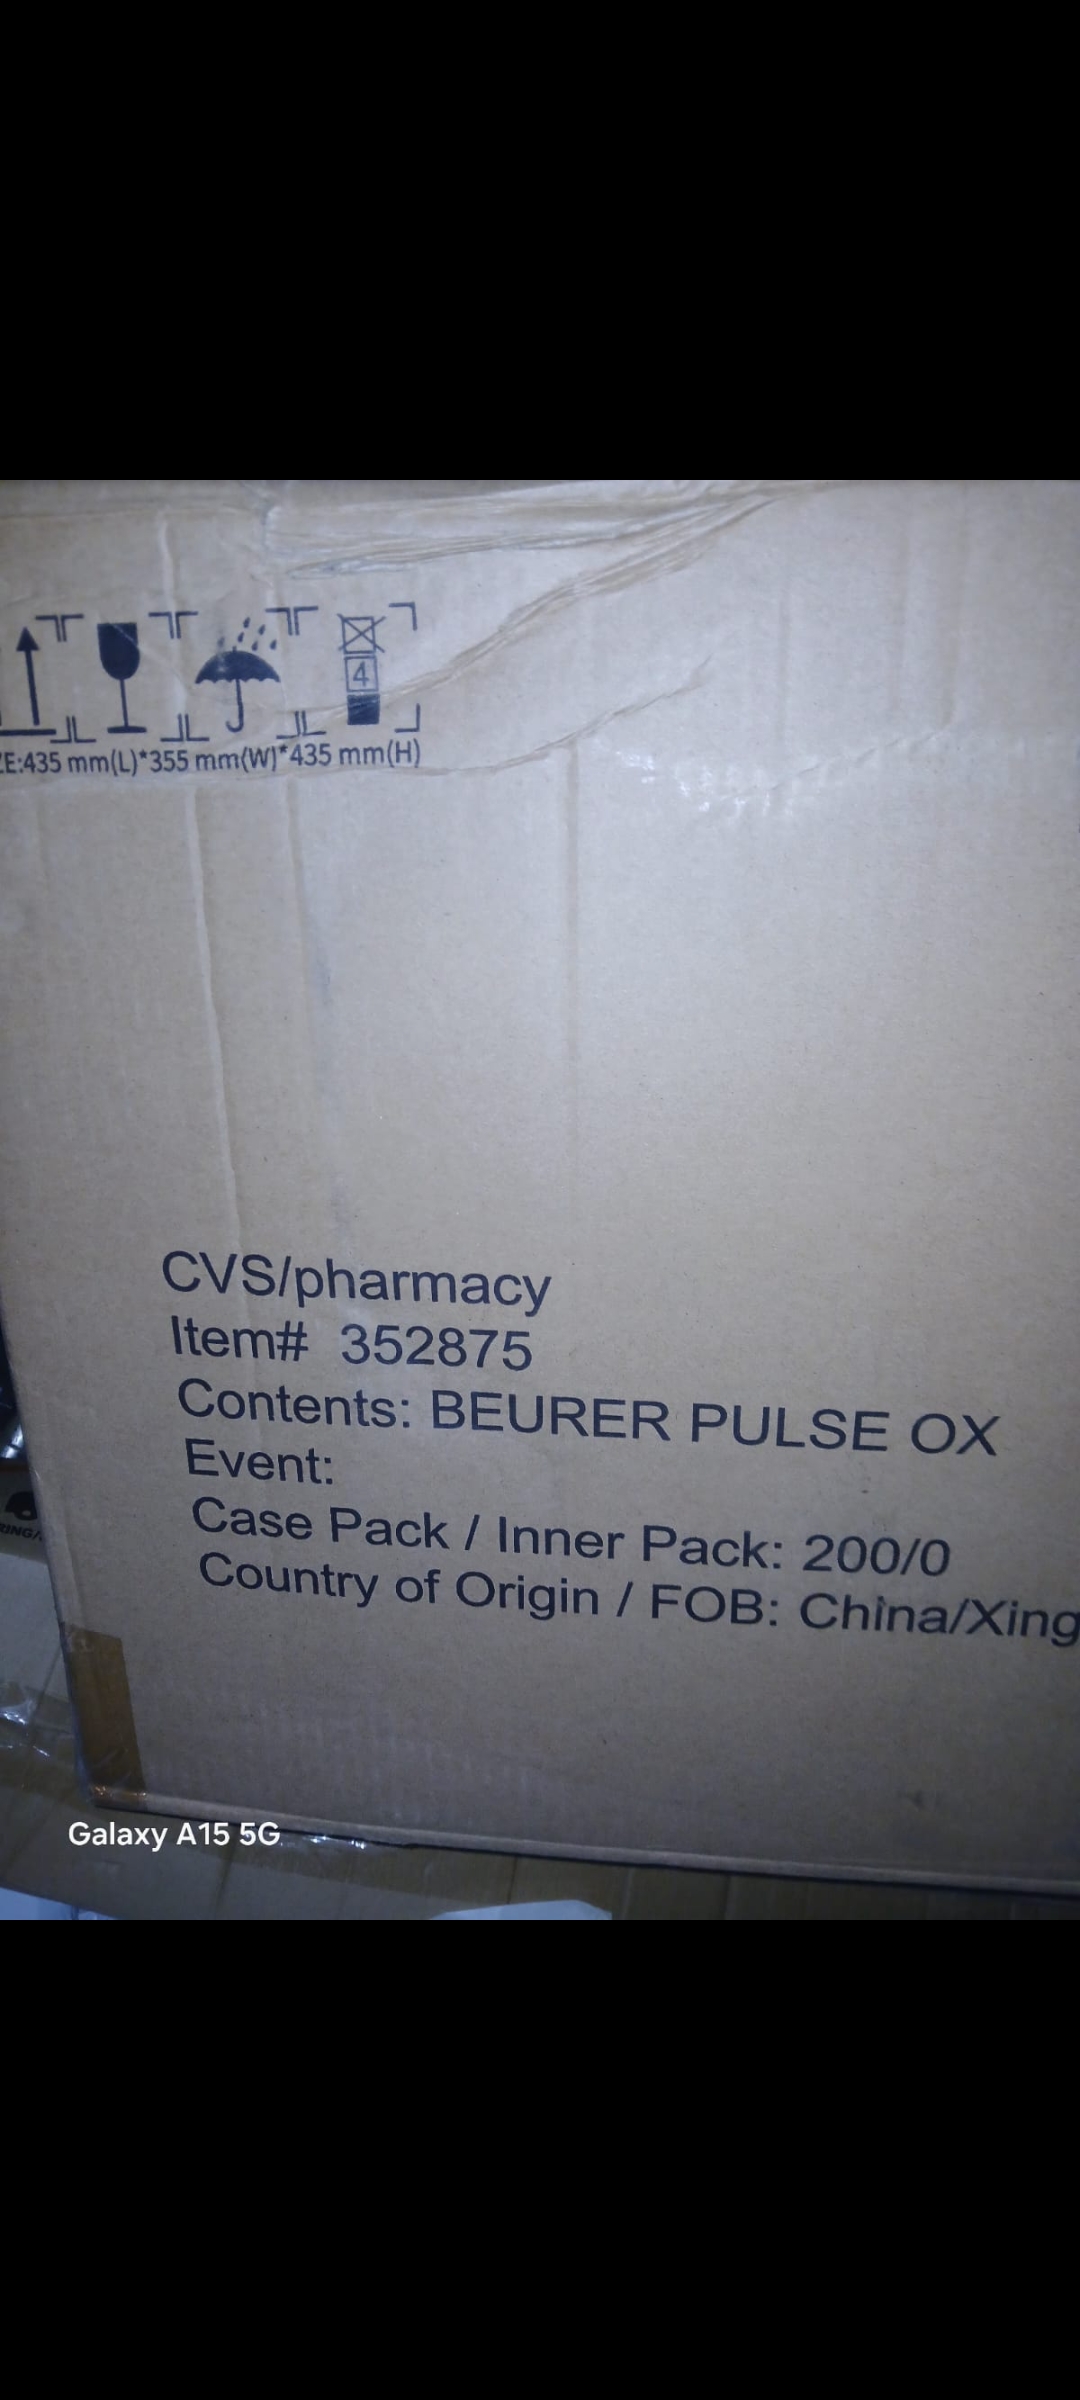 4
E:435 mm(L)*355 mm(W)*435 mm(H)
CVS/pharmacy
Item# 352875
Contents: BEURER PULSE OX
Event:
Case Pack / Inner Pack: 200/0
Country of Origin / FOB: China/Xing
Galaxy A15 5G